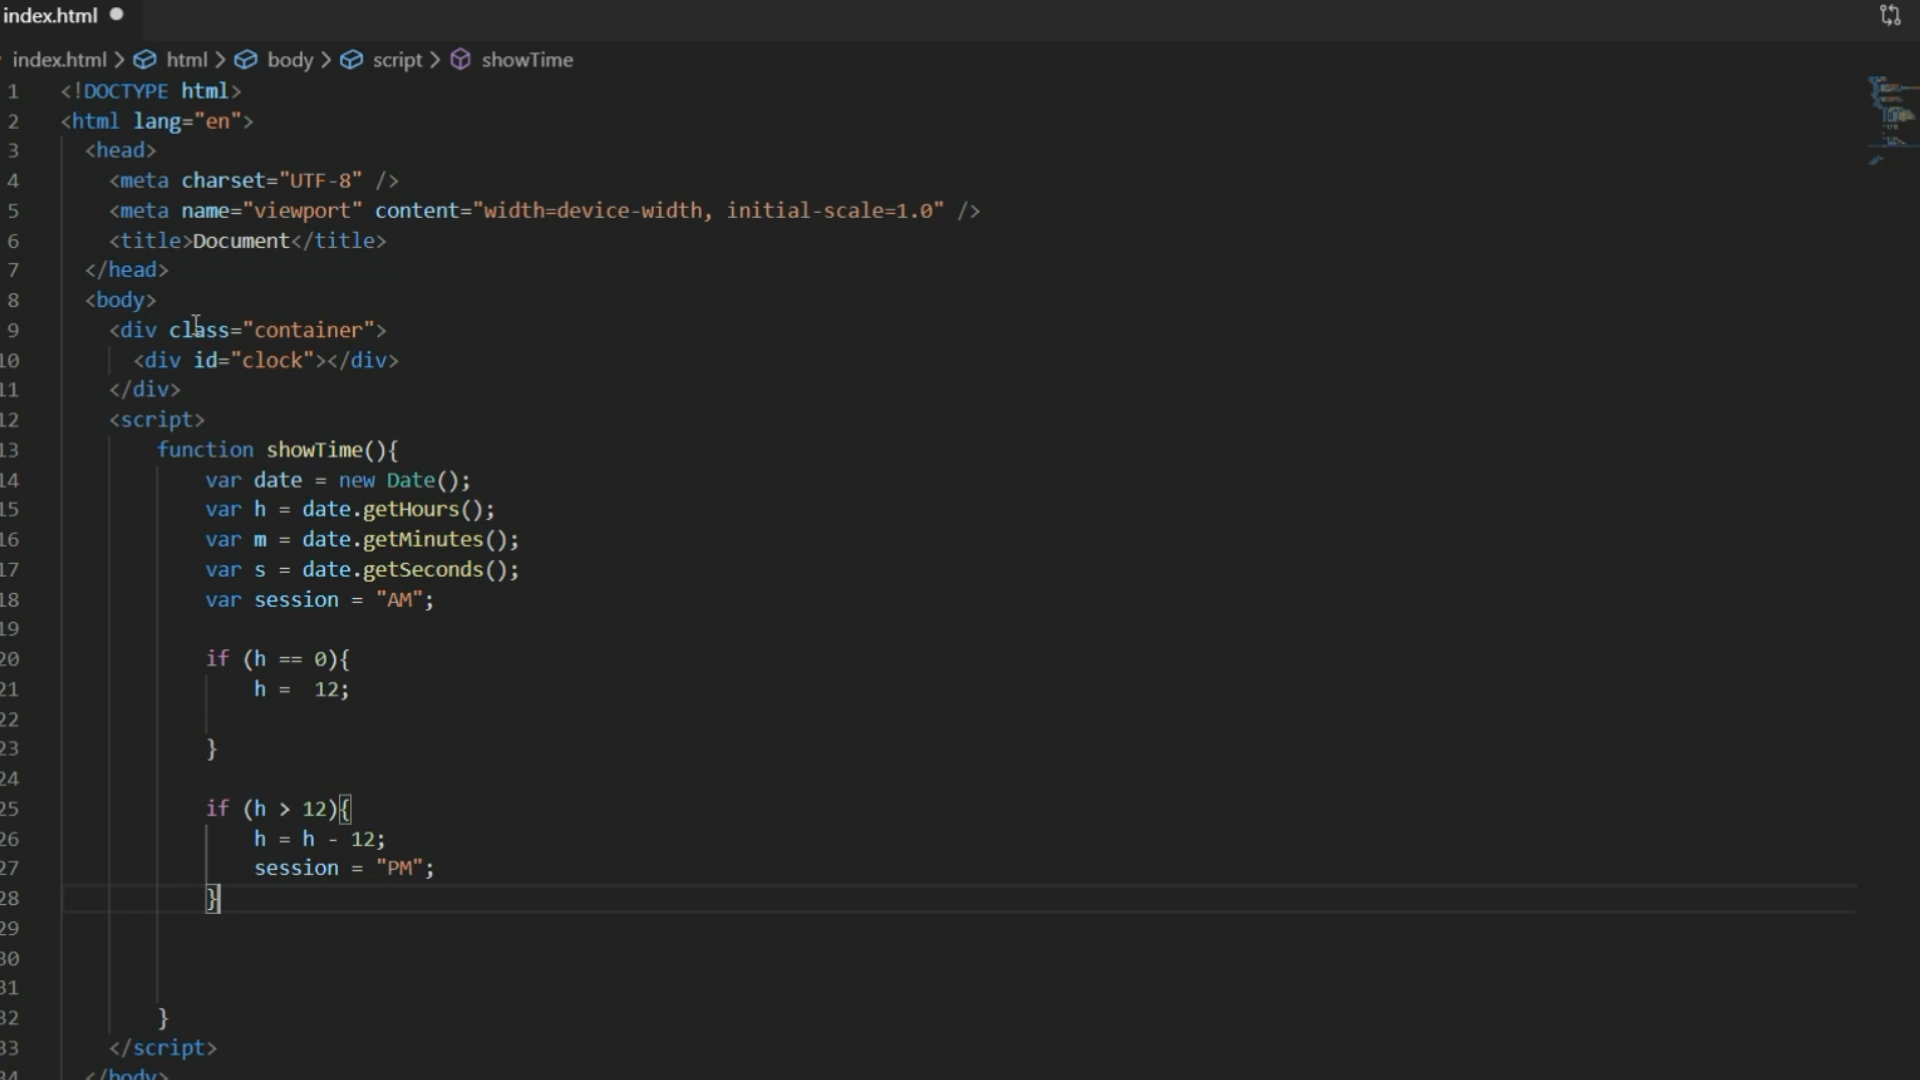 index.html
index.html > html > body > script > showTime
1 <!DOCTYPE html>
2 <html lang="en">
3 <head>
4 <meta charset="UTF-8" />
5 <meta name="viewport" content="width=device-width, initial-scale=1.0" />
6 <title>Document</title>
7 </head>
8 <body>
9 <div class="container">
10 <div id="clock"></div>
11 </div>
12 <script>
13 function showTime(){
14 var date = new Date();
15 var h = date.getHours();
16 var m = date.getMinutes();
17 var s = date.getSeconds();
18 var session = "AM";
19
20 if (h == 0){
21 h =  12;
22
23 }
24
25 if (h > 12){
26 h = h - 12;
27 session = "PM";
28 }
29
30
31
32 }
33 </script>
34 </body>